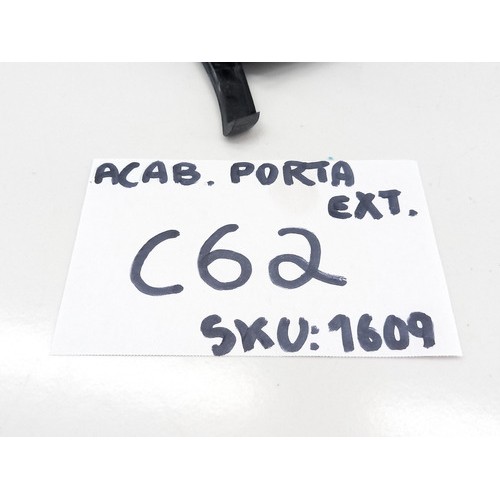 ACAB. PORTA
EXT.
C62
SKU: 1609